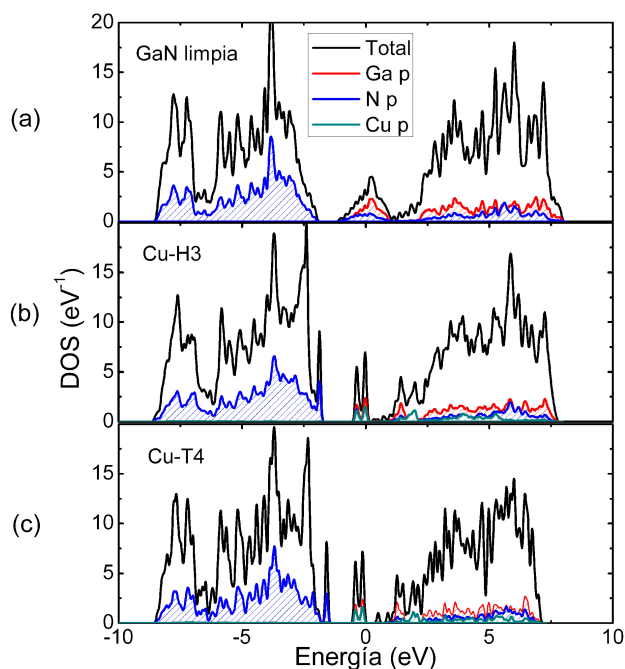 GaN limpia
Total
Ga p
N p
Cu p
(a)
20
15
10
5
0
Cu-H3
(b)
15
10
5
0
DOS (eV⁻¹)
Cu-T4
(c)
15
10
5
0
-10
-5
0
5
10
Energía (eV)